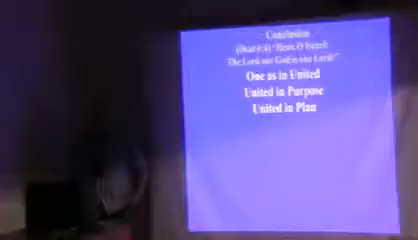 Conclusion
(Deut 6:4) "Hear, O Israel:
The Lord our God is one Lord:"
One as in United
United in Purpose
United in Plan